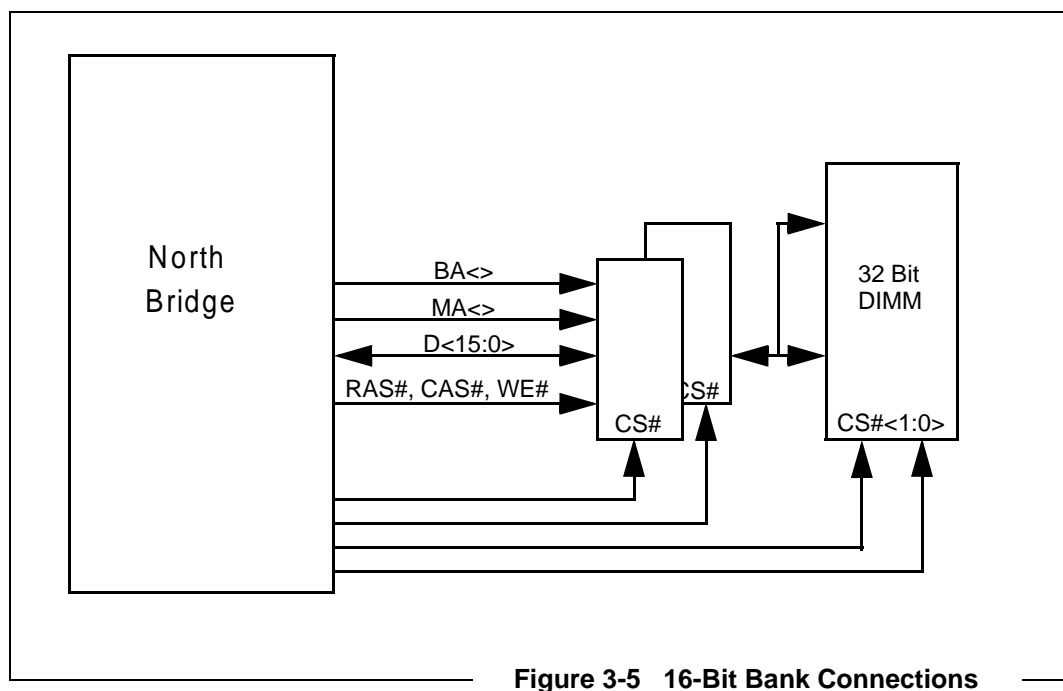 North
Bridge
BA<>
MA<>
D<15:0>
RAS#, CAS#, WE#
CS#
CS#
32 Bit
DIMM
CS#<1:0>
Figure 3-5 16-Bit Bank Connections